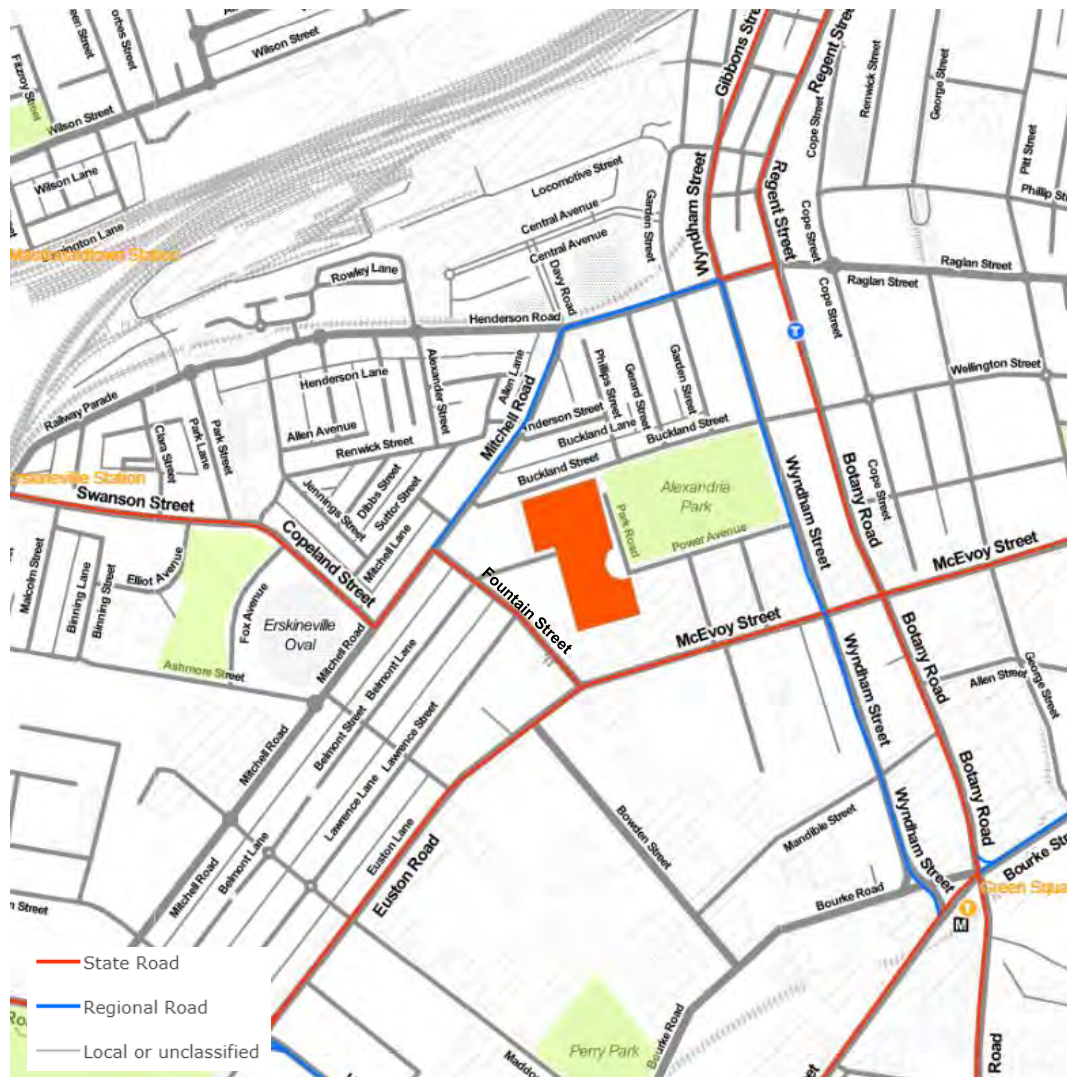 Wilson Street
Fitzroy Street
Wilson Street
Wilson Lane
Macdonaldtown Station
Gibbons Stre
Regent Stree
Cope Street
Renwick Street
George Street
Pitt Street
Phillip St
Locomotive Street
Central Avenue
Central Avenue
Davy Road
Garden Street
Wyndham Street
Regent Street
Cope Street
Raglan Street
Raglan Street
Cope Street
Rowley Lane
Henderson Road
Henderson Lane
Railway Parade
Alexander Street
Allen Lane
Mitchell Road
Phillips Street
Gerard Street
Garden Street
Wellington Street
Clara Street
Park Lane
Park Street
Allen Avenue
Renwick Street
Buckland Lane
Buckland Street
Buckland Street
T
Swanson Street
Jennings Street
Dibbs Street
Suttor Street
Mitchell Lane
Alexandria
Park
Park Road
Power Avenue
Wyndham Street
Botany Road
Cope Street
McEvoy Street
Malcolm Street
Binning Lane
Binning Street
Elliot Avenue
Copeland Street
Fox Avenue
Erskineville
Oval
Fountain Street
McEvoy Street
Ashmore Street
Mitchell Road
Belmont Lane
Wyndham Street
Botany Road
Allen Street
George Street
Mitchell Road
Belmont Street
Lawrence Street
Lawrence Lane
Euston Lane
Bowden Street
Mandible Street
Wyndham Street
Botany Road
Mitchell Road
Belmont Lane
Euston Road
Bourke Road
Bourke Str
Green Squa
T
M
n Street
State Road
Regional Road
Local or unclassified
Perry Park
Bourke Road
Maddo
Road